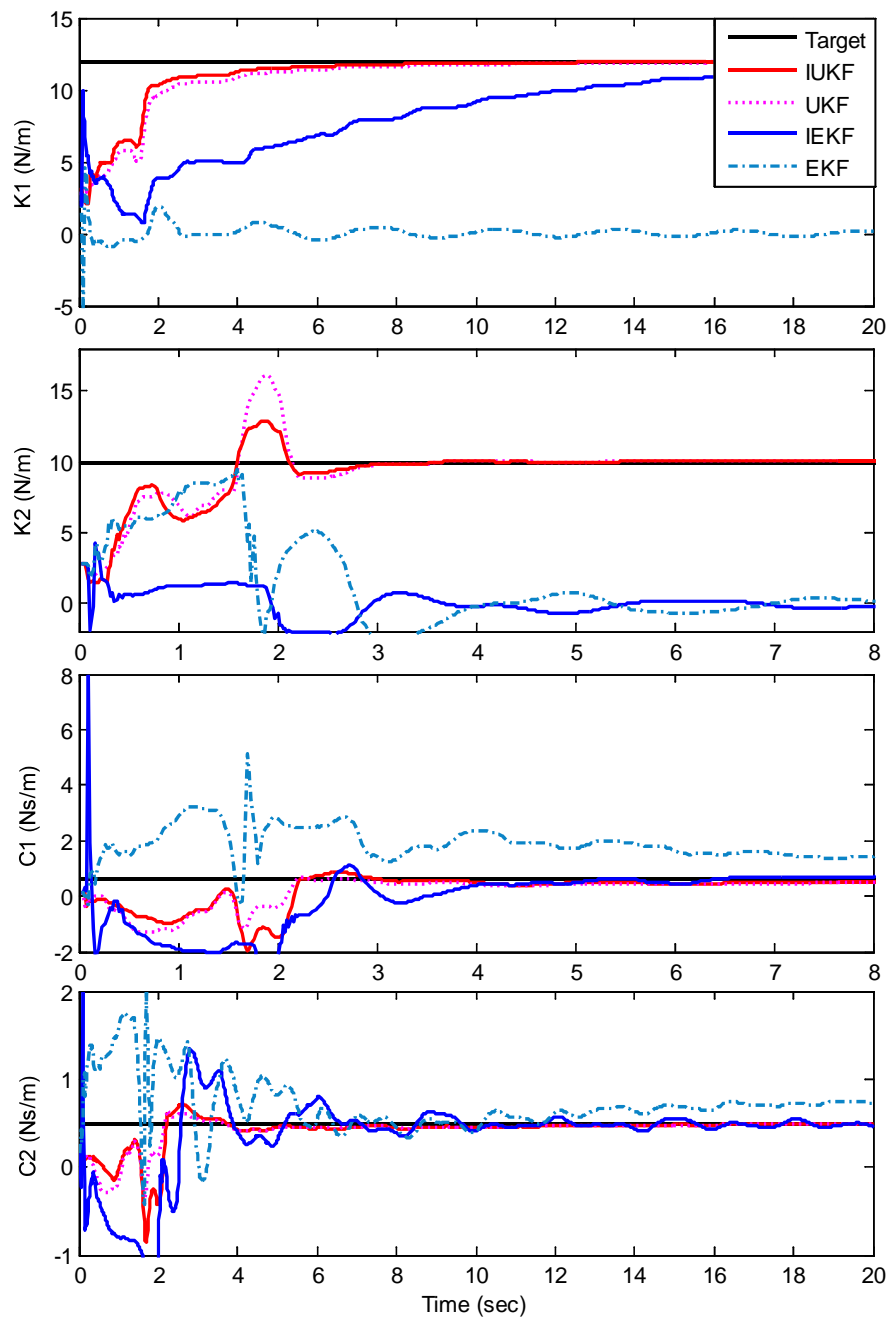 15
10
5
0
-5
K1 (N/m)
Target
IUKF
UKF
IEKF
EKF
0 2 4 6 8 10 12 14 16 18 20
15
10
5
0
K2 (N/m)
0 1 2 3 4 5 6 7 8
8
6
4
2
0
-2
C1 (Ns/m)
0 1 2 3 4 5 6 7 8
2
1
0
-1
C2 (Ns/m)
0 2 4 6 8 10 12 14 16 18 20
Time (sec)